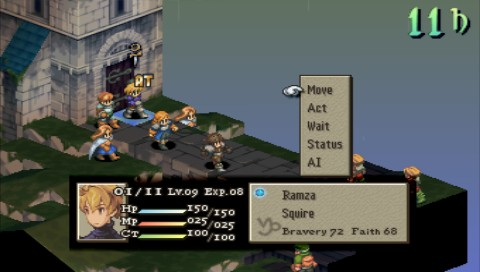 11h
AT
Move
Act
Wait
Status
AI
01/11 Lv.09 Exp.08
Hp 150/150
Mp 025/025
Ct 100/100
Ramza
Squire
Bravery 72 Faith 68